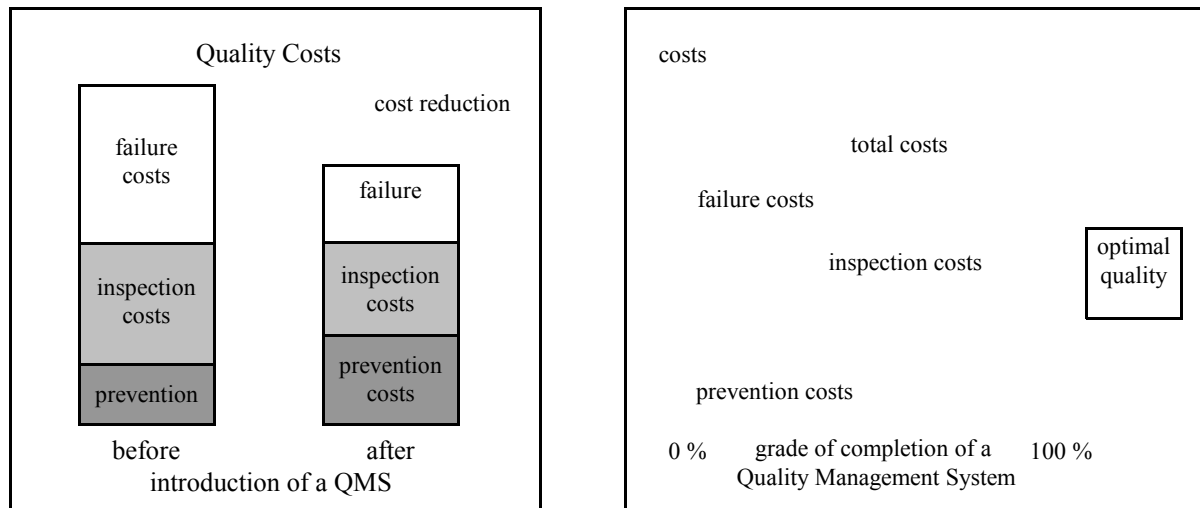 Quality Costs
cost reduction
failure
costs
failure
inspection
costs
inspection
costs
prevention
prevention
costs
before
after
introduction of a QMS
costs
total costs
failure costs
inspection costs
optimal
quality
prevention costs
0 %
grade of completion of a
Quality Management System
100 %